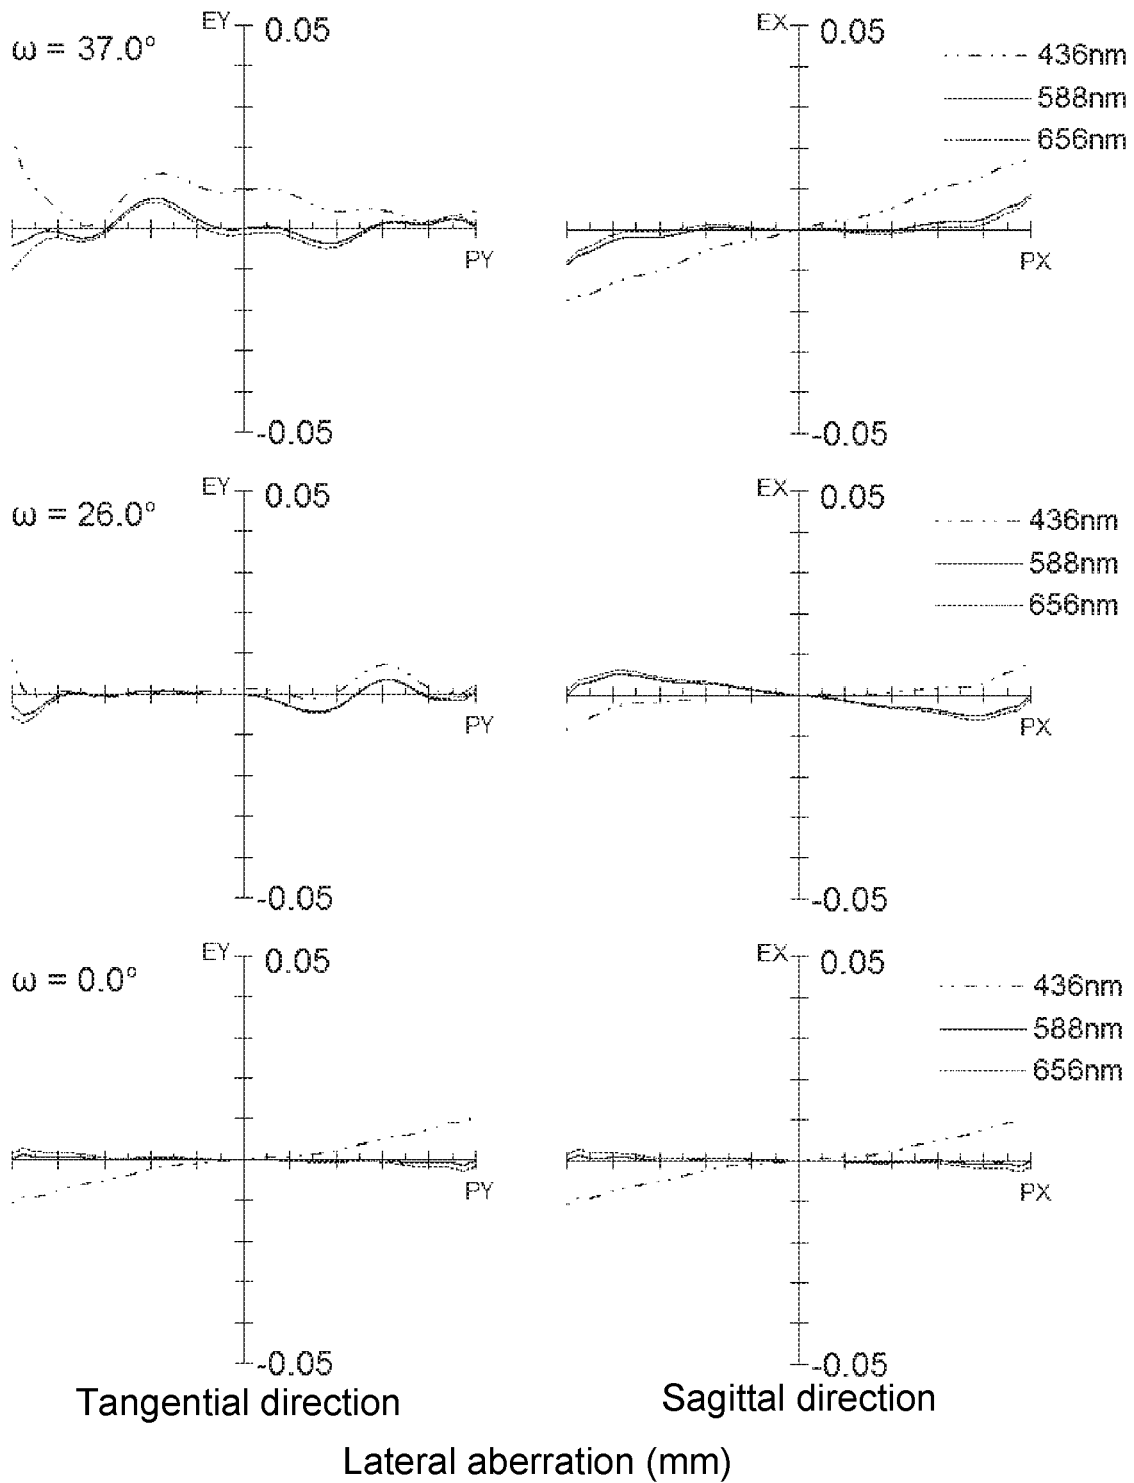 EY 0.05
EX 0.05
ω = 37.0°
436nm
588nm
656nm
PY
PX
-0.05
-0.05
EY 0.05
EX 0.05
ω = 26.0°
436nm
588nm
656nm
PY
PX
-0.05
-0.05
EY 0.05
EX 0.05
ω = 0.0°
436nm
588nm
656nm
PY
PX
-0.05
-0.05
Tangential direction
Sagittal direction
Lateral aberration (mm)